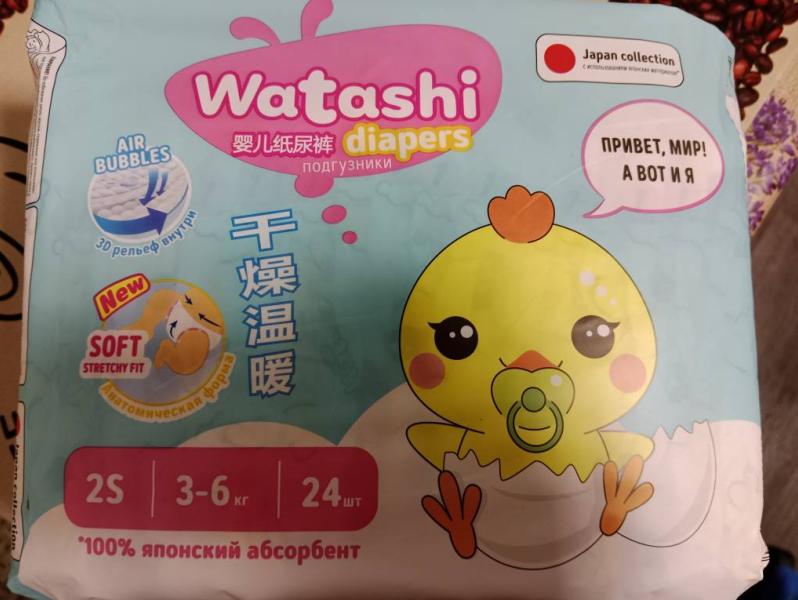 Watashi
婴儿纸尿裤 diapers
подгузники
Japan collection
с использованием японских материалов*
ПРИВЕТ, МИР!
А ВОТ И Я
AIR
BUBBLES
3D рельеф внутри
干
燥
温
暖
New
SOFT
STRETCHY FIT
Анатомическая форма
2S 3-6 кг 24 шт
*100% японский абсорбент
Japan collection